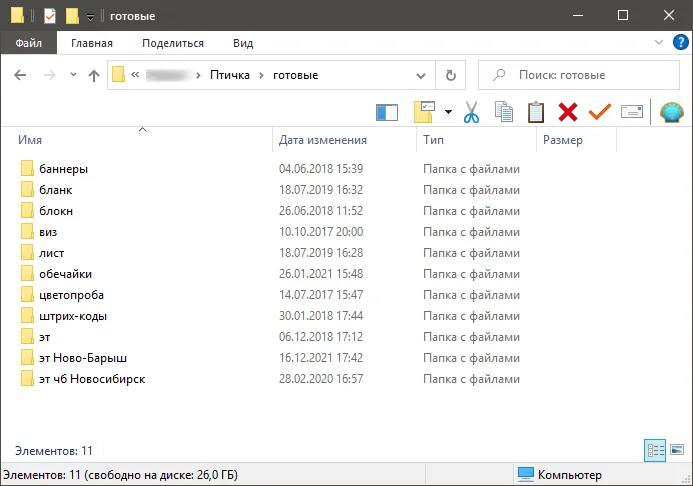 готовые
Файл Главная Поделиться Вид
Птичка готовые Поиск: готовые
Имя Дата изменения Тип Размер
баннеры 04.06.2018 15:39 Папка с файлами
бланк 18.07.2019 16:32 Папка с файлами
блокн 26.06.2018 11:52 Папка с файлами
виз 10.10.2017 20:00 Папка с файлами
лист 18.07.2019 16:28 Папка с файлами
обечайки 26.01.2021 15:48 Папка с файлами
цветопроба 14.07.2017 15:47 Папка с файлами
штрих-коды 30.01.2018 17:44 Папка с файлами
эт 06.12.2018 17:12 Папка с файлами
эт Ново-Барыш 16.12.2021 17:42 Папка с файлами
эт чб Новосибирск 28.02.2020 16:57 Папка с файлами
Элементов: 11
Элементов: 11 (свободно на диске: 26,0 ГБ) Компьютер